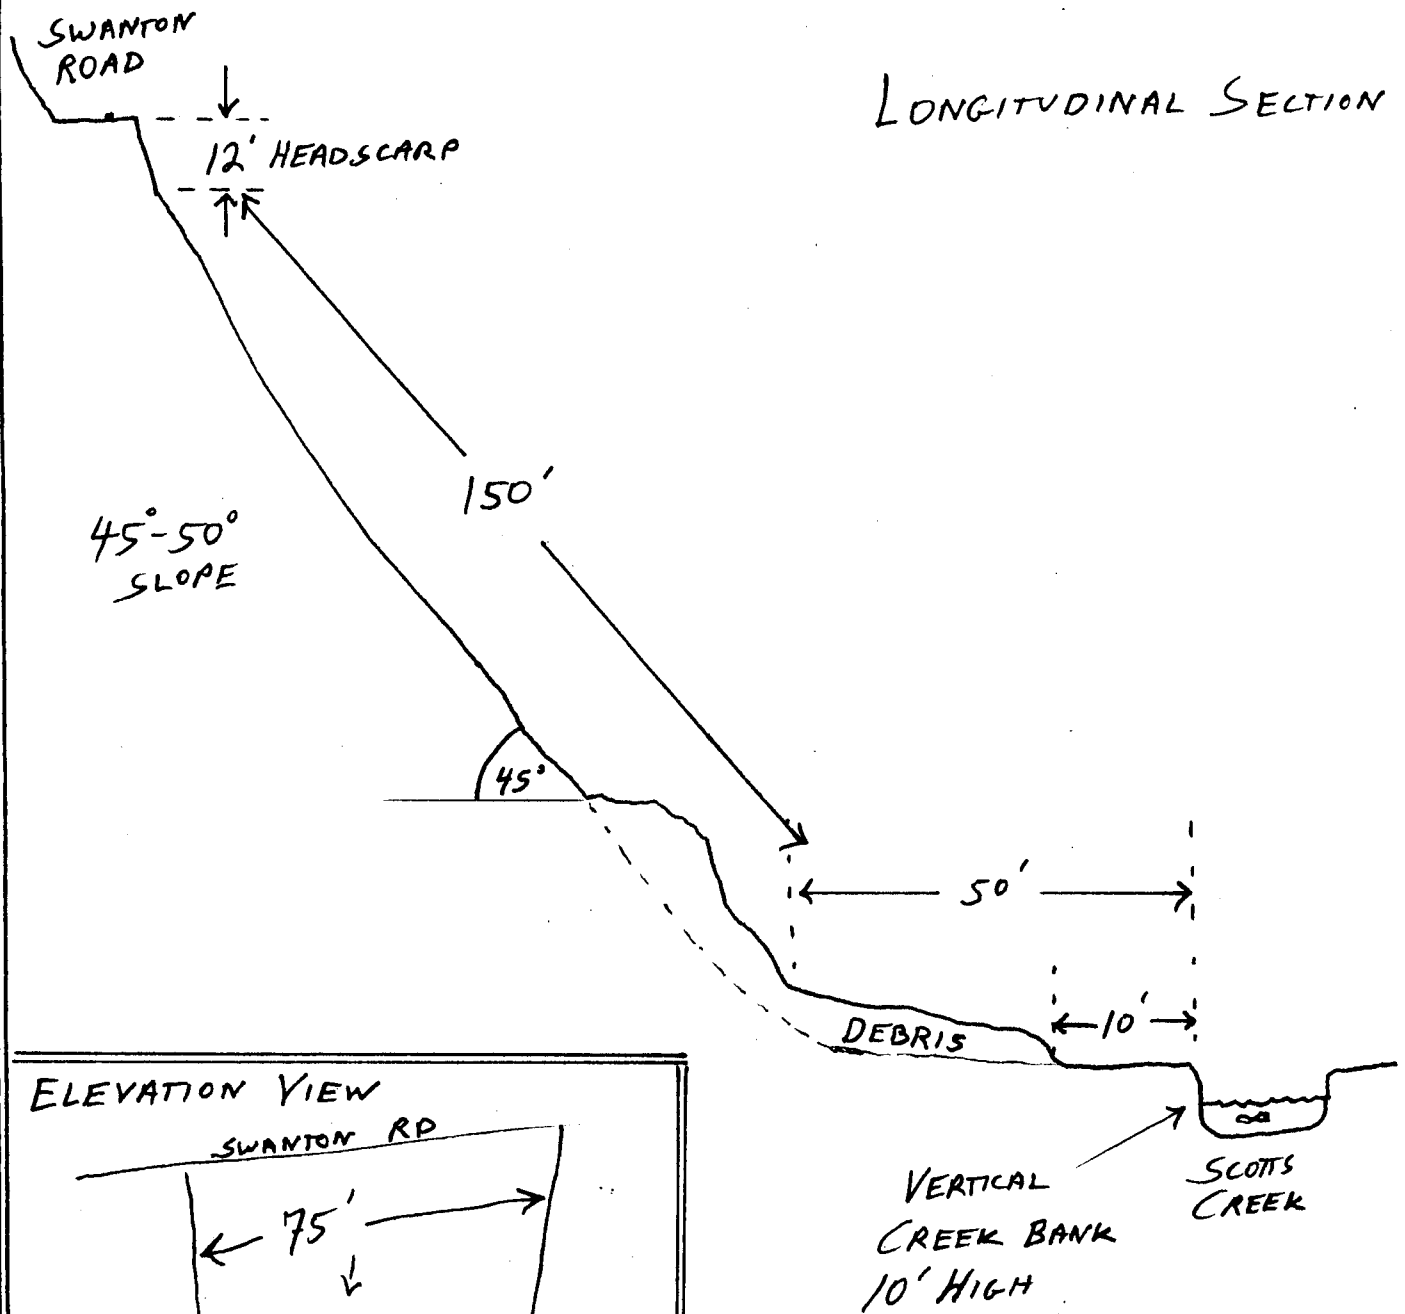 SWANTON
ROAD
LONGITUDINAL SECTION
12' HEADSCARP
150'
45°-50°
SLOPE
45°
50'
10'
DEBRIS
VERTICAL
CREEK BANK
10' HIGH
SCOTTS
CREEK
ELEVATION VIEW
SWANTON RD
75'